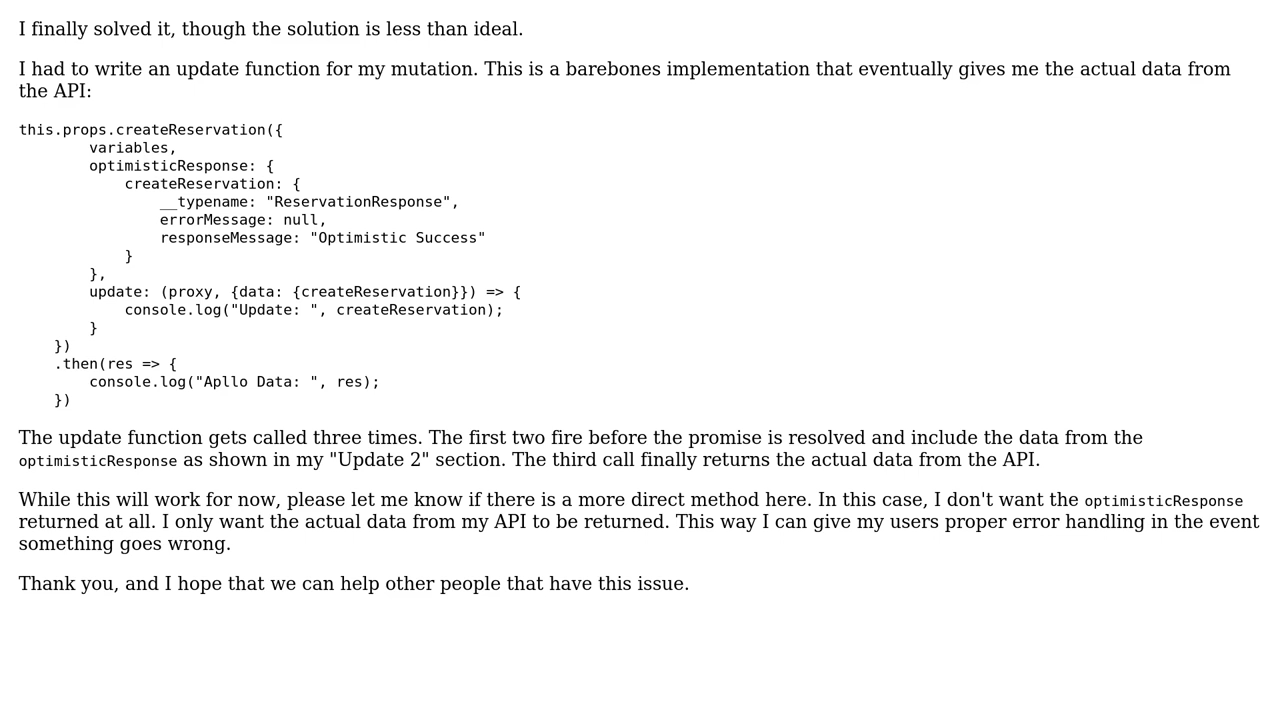 I finally solved it, though the solution is less than ideal.
I had to write an update function for my mutation. This is a barebones implementation that eventually gives me the actual data from
the API:
this.props.createReservation({
        variables,
        optimisticResponse: {
            createReservation: {
                __typename: "ReservationResponse",
                errorMessage: null,
                responseMessage: "Optimistic Success"
            }
        },
        update: (proxy, {data: {createReservation}}) => {
            console.log("Update: ", createReservation);
        }
    })
    .then(res => {
        console.log("Apllo Data: ", res);
    })
The update function gets called three times. The first two fire before the promise is resolved and include the data from the
optimisticResponse as shown in my "Update 2" section. The third call finally returns the actual data from the API.
While this will work for now, please let me know if there is a more direct method here. In this case, I don't want the optimisticResponse
returned at all. I only want the actual data from my API to be returned. This way I can give my users proper error handling in the event
something goes wrong.
Thank you, and I hope that we can help other people that have this issue.